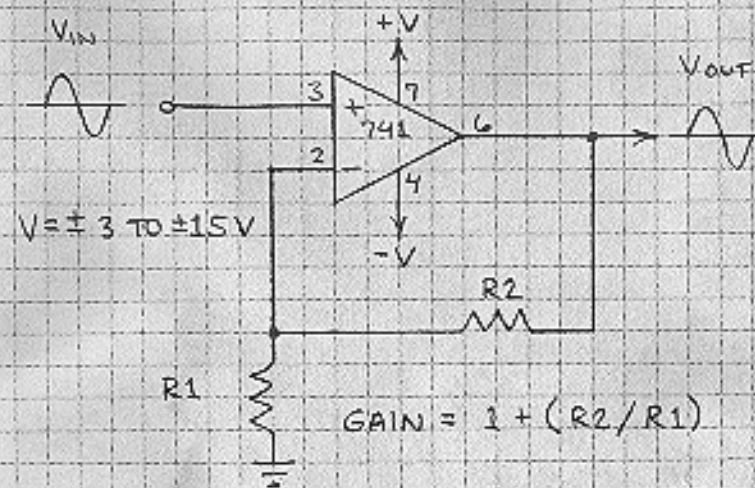 VIN
+V
VOUT
3
+
7
741
6
2
−
4
V=± 3 TO ±15V
-V
R2
R1
GAIN = 1 + (R2/R1)